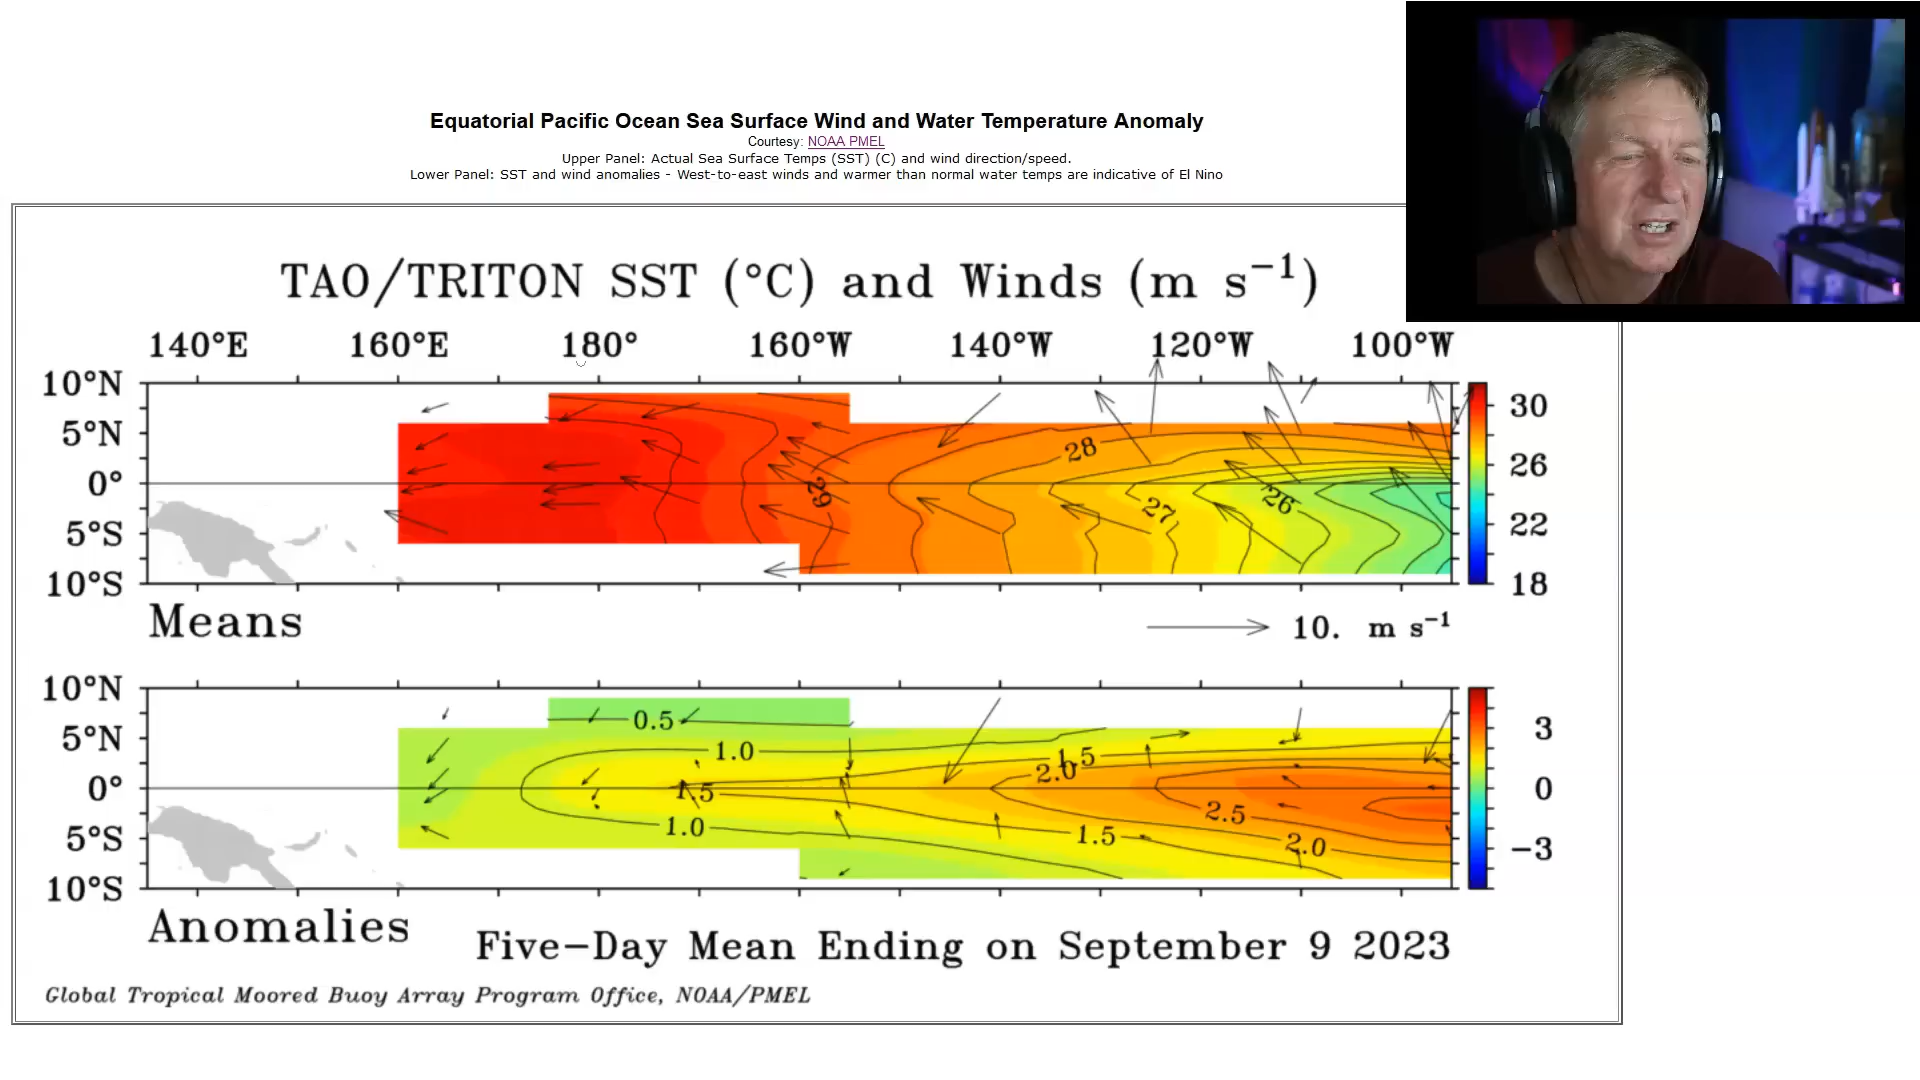 Equatorial Pacific Ocean Sea Surface Wind and Water Temperature Anomaly
Courtesy: NOAA PMEL
Upper Panel: Actual Sea Surface Temps (SST) (C) and wind direction/speed.
Lower Panel: SST and wind anomalies - West-to-east winds and warmer than normal water temps are indicative of El Nino
TAO/TRITON SST (°C) and Winds (m s⁻¹)
140°E 160°E 180° 160°W 140°W 120°W 100°W
10°N
5°N
0°
5°S
10°S
28
29
27
26
30
26
22
18
Means
10. m s⁻¹
10°N
5°N
0°
5°S
10°S
0.5
1.0
1.5
1.0
1.5
2.0
2.5
1.5
2.0
3
0
−3
Anomalies
Five−Day Mean Ending on September 9 2023
Global Tropical Moored Buoy Array Program Office, NOAA/PMEL